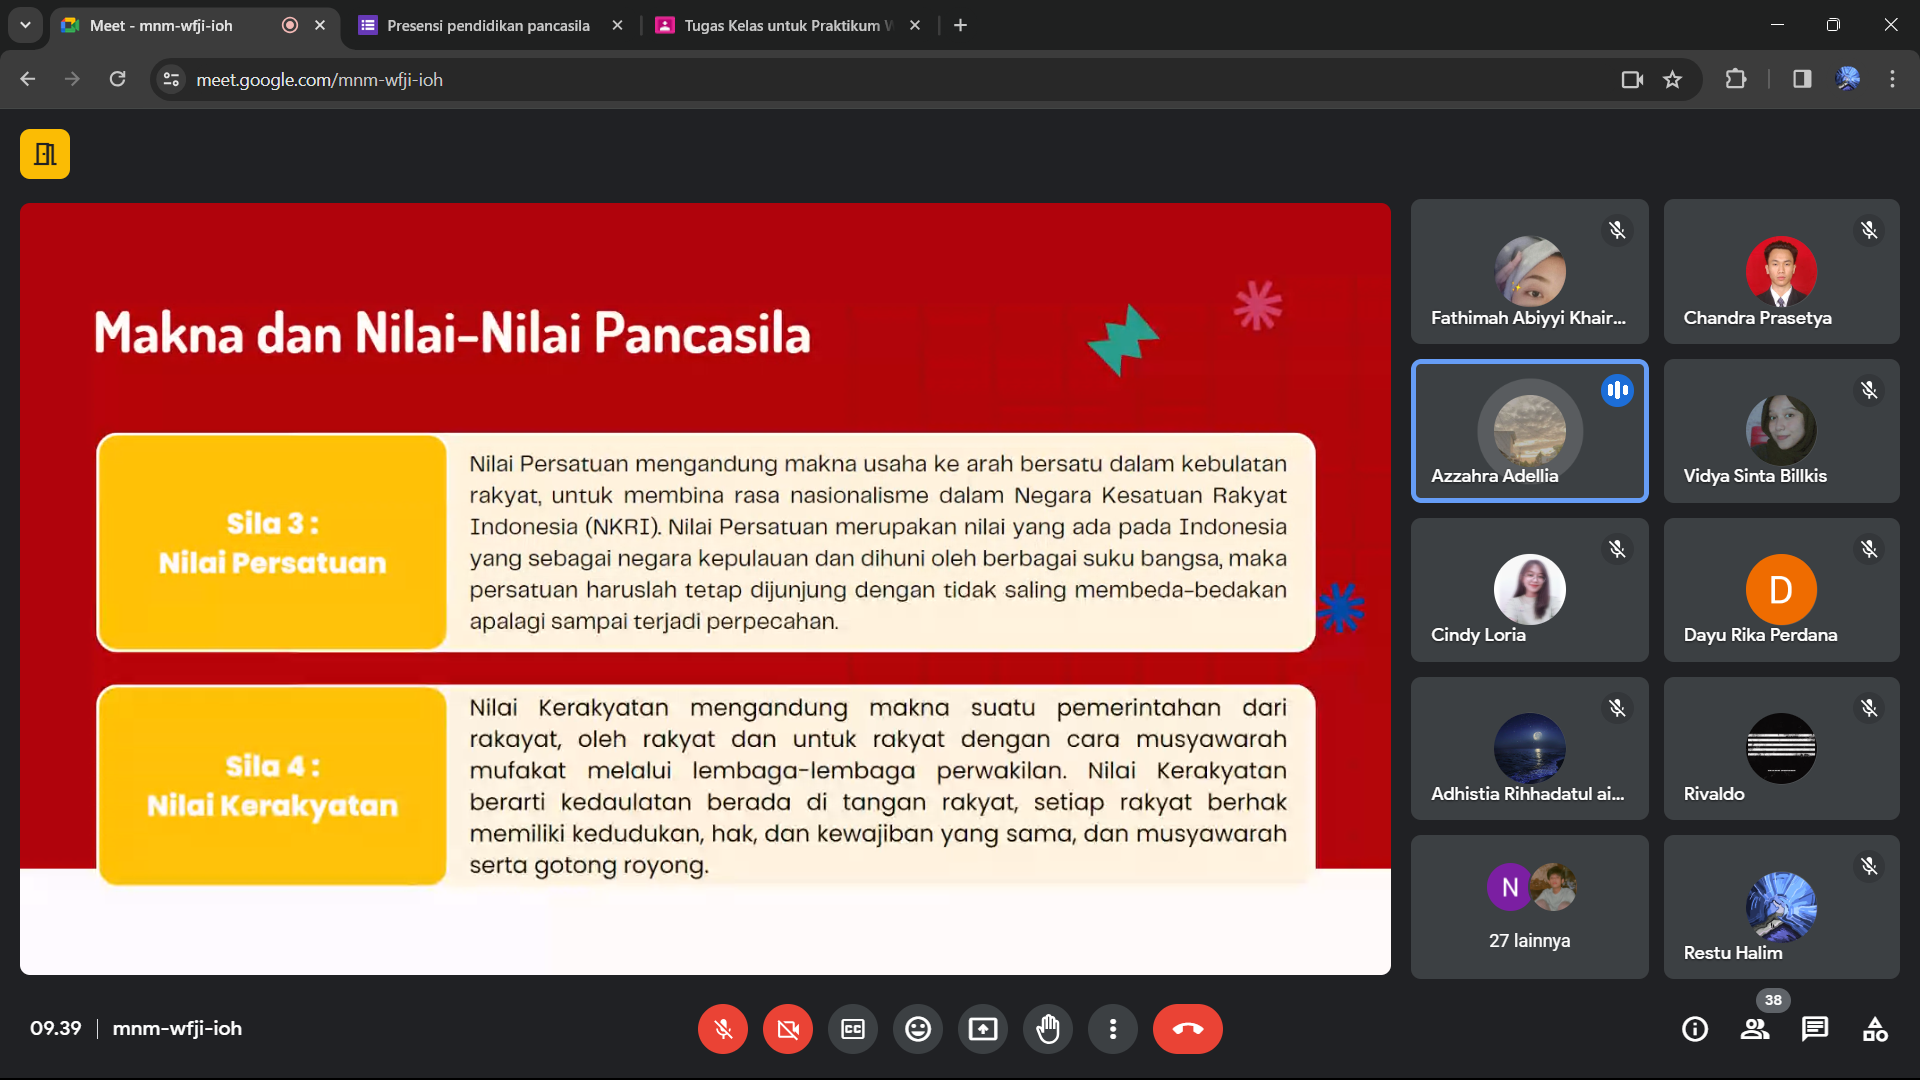 Meet - mnm-wfji-ioh
Presensi pendidikan pancasila
Tugas Kelas untuk Praktikum
meet.google.com/mnm-wfji-ioh
Makna dan Nilai-Nilai Pancasila
Sila 3 :
Nilai Persatuan
Nilai Persatuan mengandung makna usaha ke arah bersatu dalam kebulatan
rakyat, untuk membina rasa nasionalisme dalam Negara Kesatuan Rakyat
Indonesia (NKRI). Nilai Persatuan merupakan nilai yang ada pada Indonesia
yang sebagai negara kepulauan dan dihuni oleh berbagai suku bangsa, maka
persatuan haruslah tetap dijunjung dengan tidak saling membeda-bedakan
apalagi sampai terjadi perpecahan.
Sila 4 :
Nilai Kerakyatan
Nilai Kerakyatan mengandung makna suatu pemerintahan dari
rakayat, oleh rakyat dan untuk rakyat dengan cara musyawarah
mufakat melalui lembaga-lembaga perwakilan. Nilai Kerakyatan
berarti kedaulatan berada di tangan rakyat, setiap rakyat berhak
memiliki kedudukan, hak, dan kewajiban yang sama, dan musyawarah
serta gotong royong.
Fathimah Abiyyi Khair...
Chandra Prasetya
Azzahra Adellia
Vidya Sinta Billkis
Cindy Loria
D
Dayu Rika Perdana
Adhistia Rihhadatul ai...
Rivaldo
N
27 lainnya
Restu Halim
09.39
mnm-wfji-ioh
CC
38